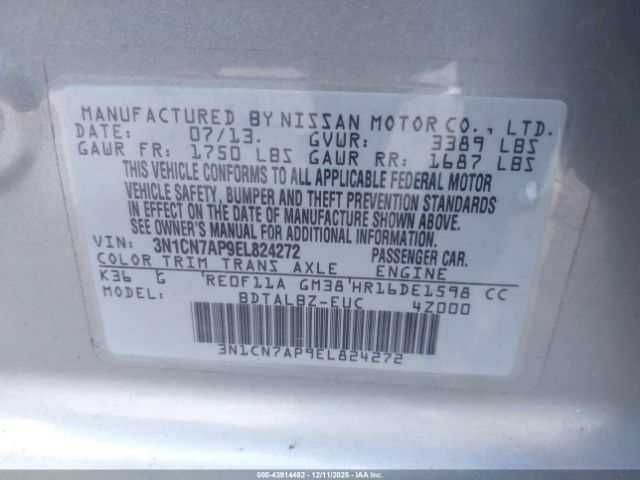 MANUFACTURED BY NISSAN MOTOR CO., LTD.
DATE: 07/13. GVWR: 3389 LBS
GAWR FR: 1750 LBS GAWR RR: 1687 LBS
THIS VEHICLE CONFORMS TO ALL APPLICABLE FEDERAL MOTOR
VEHICLE SAFETY, BUMPER AND THEFT PREVENTION STANDARDS
IN EFFECT ON THE DATE OF MANUFACTURE SHOWN ABOVE.
SEE OWNER'S MANUAL FOR ADDITIONAL INFORMATION.
VIN: 3N1CN7AP9EL824272 PASSENGER CAR.
COLOR TRIM TRANS AXLE ENGINE
K36 G 'RE0F11A GM38'HR16DE1598 CC
MODEL: BDTALBZ-EUC 4Z000
3N1CN7AP9EL824272
000-43914482 - 12/11/2025 - IAAI.com